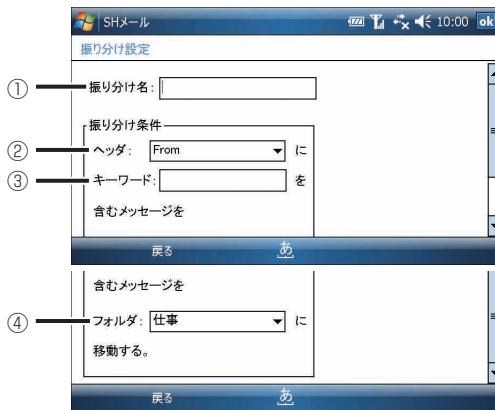 SHメール 10:00 ok
振り分け設定
① 振り分け名:
振り分け条件
② ヘッダ: From に
③ キーワード: を
含むメッセージを
戻る あ
含むメッセージを
④ フォルダ: 仕事 に
移動する。
戻る あ